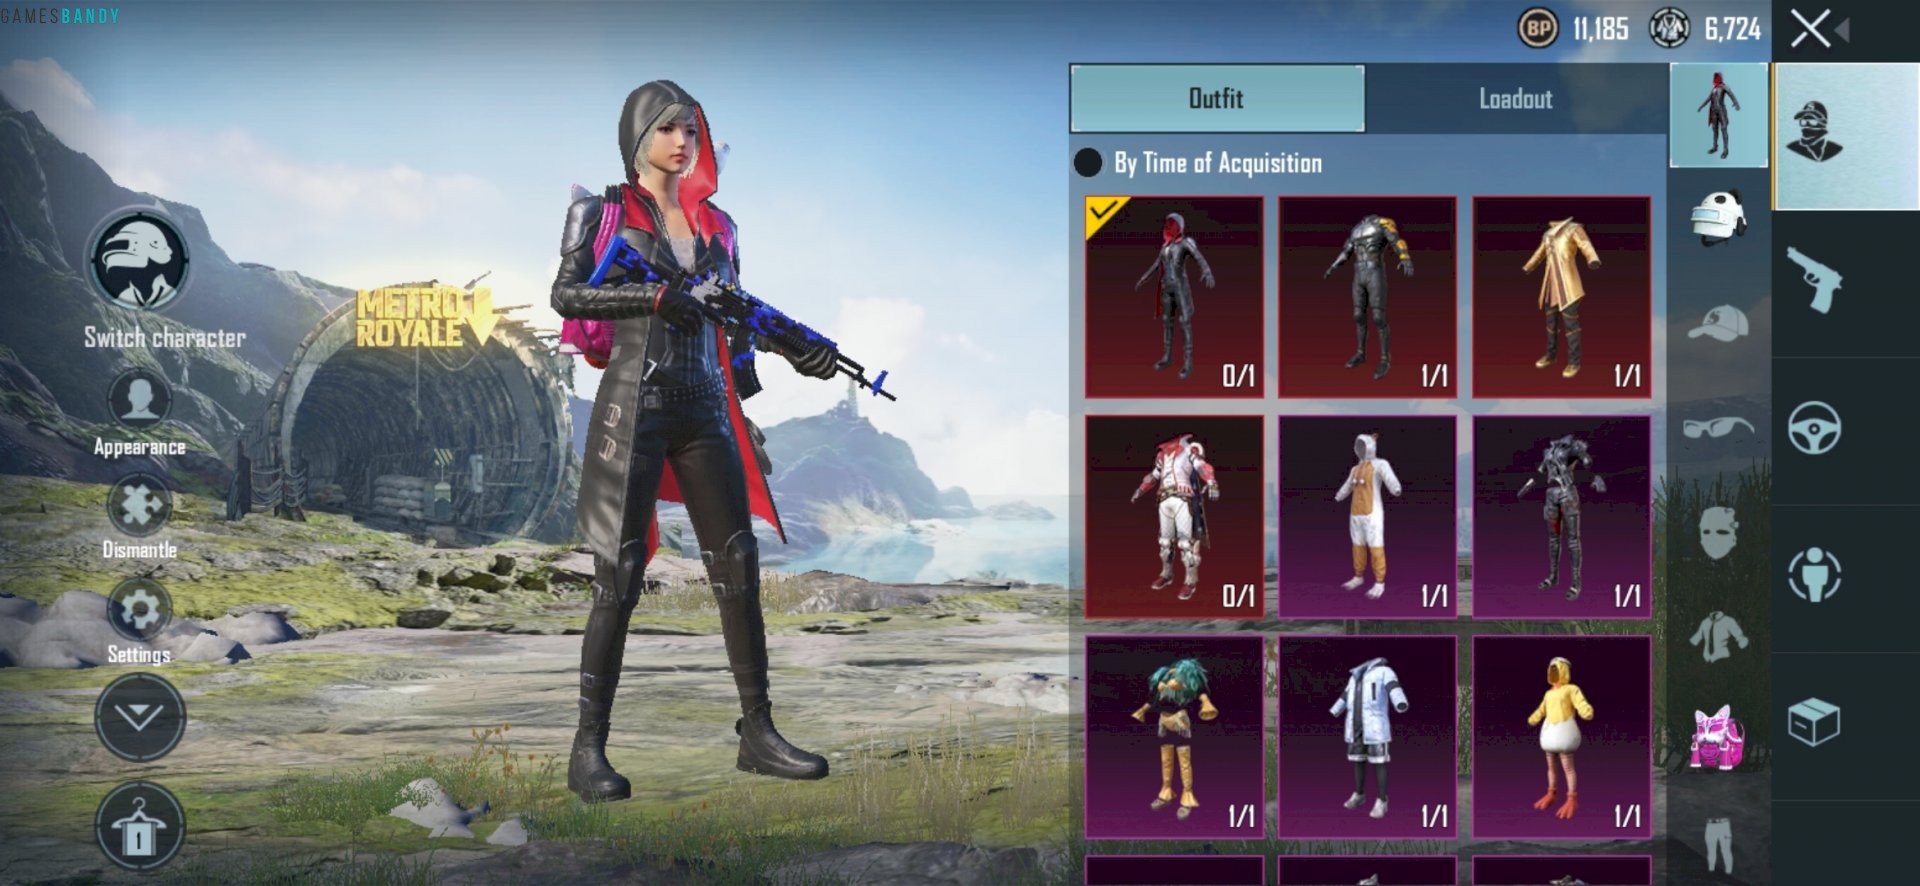 GAMESBANDY
BP 11,185 6,724
Outfit
Loadout
By Time of Acquisition
METRO
ROYALE
Switch character
Appearance
Dismantle
Settings
1
0/1
1/1
1/1
0/1
1/1
1/1
1/1
1/1
1/1